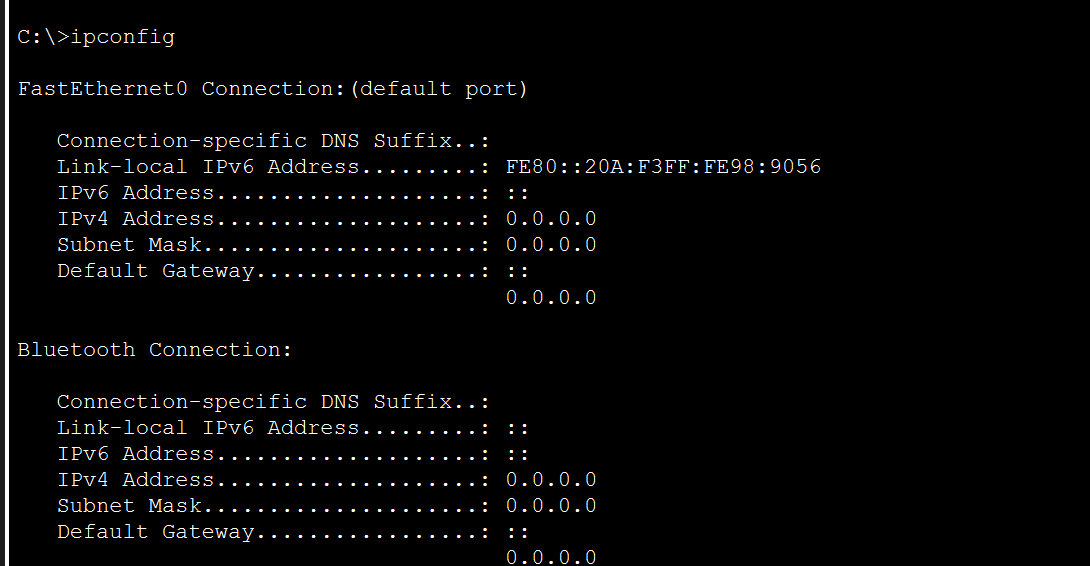 C:\>ipconfig
FastEthernet0 Connection:(default port)
Connection-specific DNS Suffix..:
Link-local IPv6 Address.........: FE80::20A:F3FF:FE98:9056
IPv6 Address....................: ::
IPv4 Address....................: 0.0.0.0
Subnet Mask.....................: 0.0.0.0
Default Gateway.................: ::
0.0.0.0
Bluetooth Connection:
Connection-specific DNS Suffix..:
Link-local IPv6 Address.........: ::
IPv6 Address....................: ::
IPv4 Address....................: 0.0.0.0
Subnet Mask.....................: 0.0.0.0
Default Gateway.................: ::
0.0.0.0